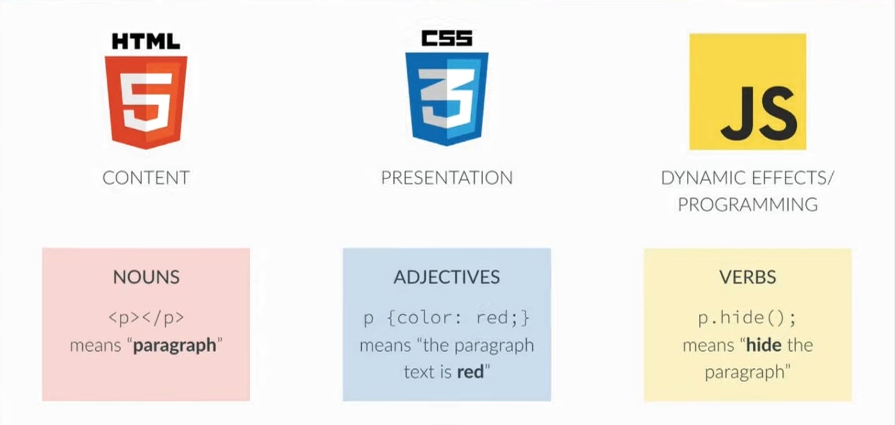 HTML
5
CONTENT
NOUNS
<p></p>
means “paragraph”
CSS
3
PRESENTATION
ADJECTIVES
p {color: red;}
means “the paragraph
text is red”
JS
DYNAMIC EFFECTS/
PROGRAMMING
VERBS
p.hide();
means “hide the
paragraph”